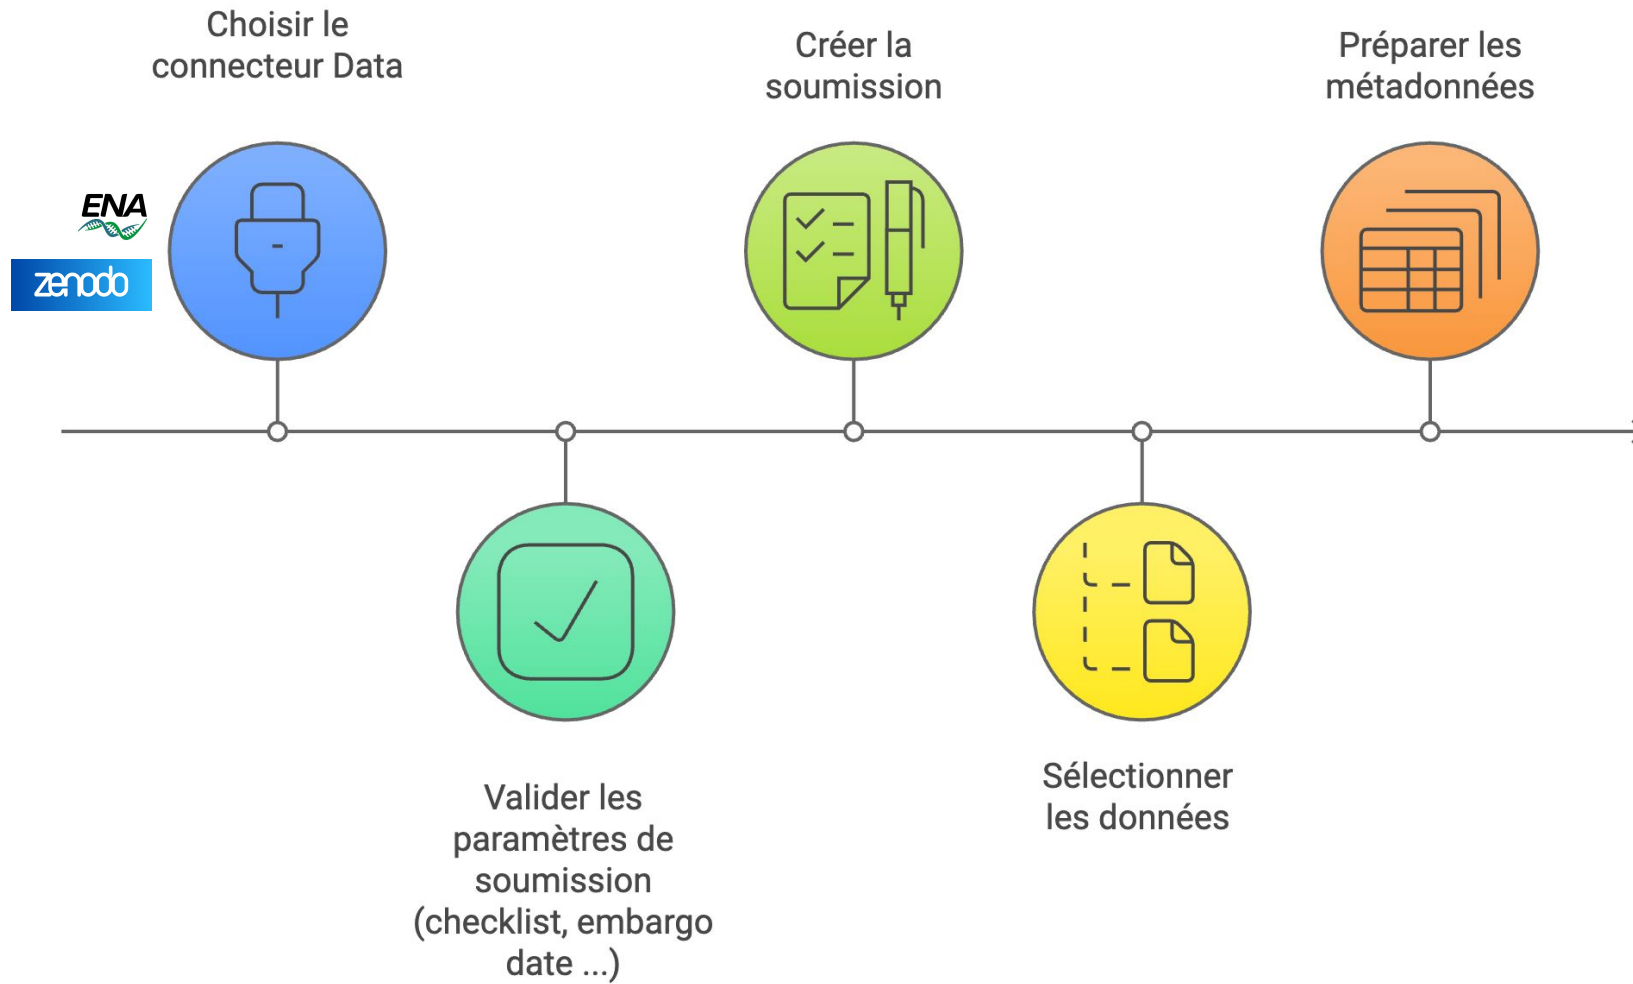 Choisir le
connecteur Data
ENA
zenodo
Valider les
paramètres de
soumission
(checklist, embargo
date ...)
Créer la
soumission
Sélectionner
les données
Préparer les
métadonnées